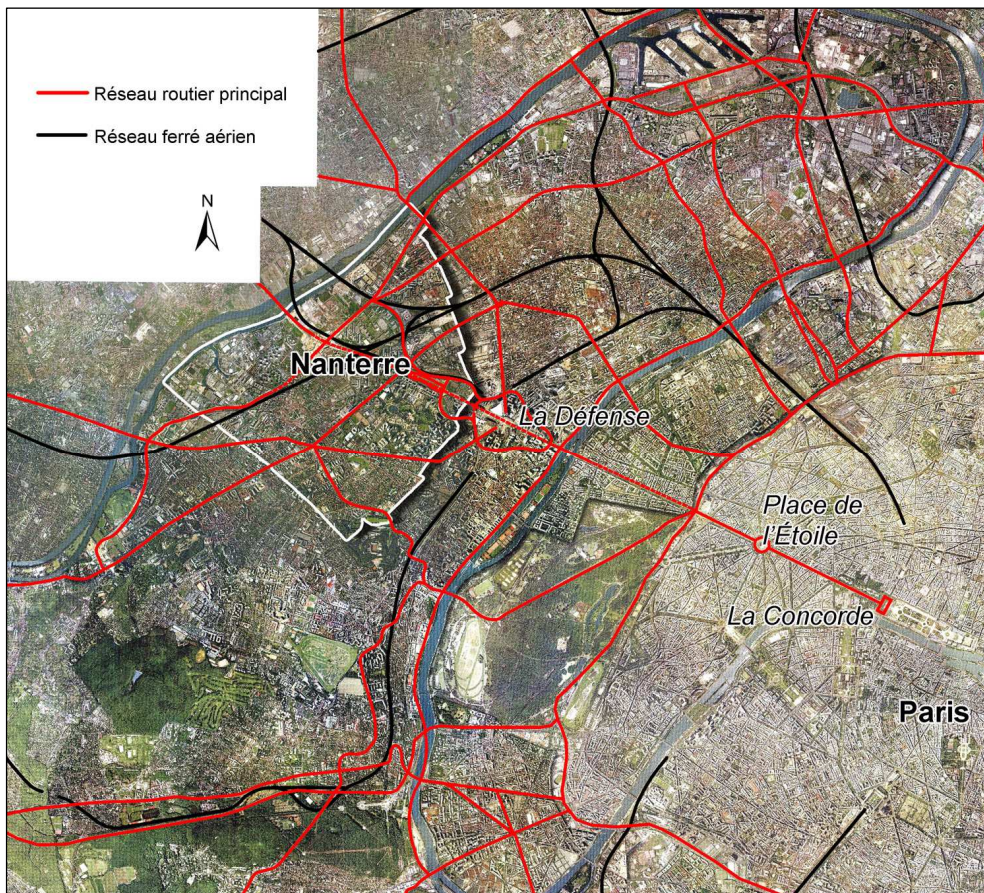 Réseau routier principal
Réseau ferré aérien
N
Nanterre
La Défense
Place de
l'Étoile
La Concorde
Paris